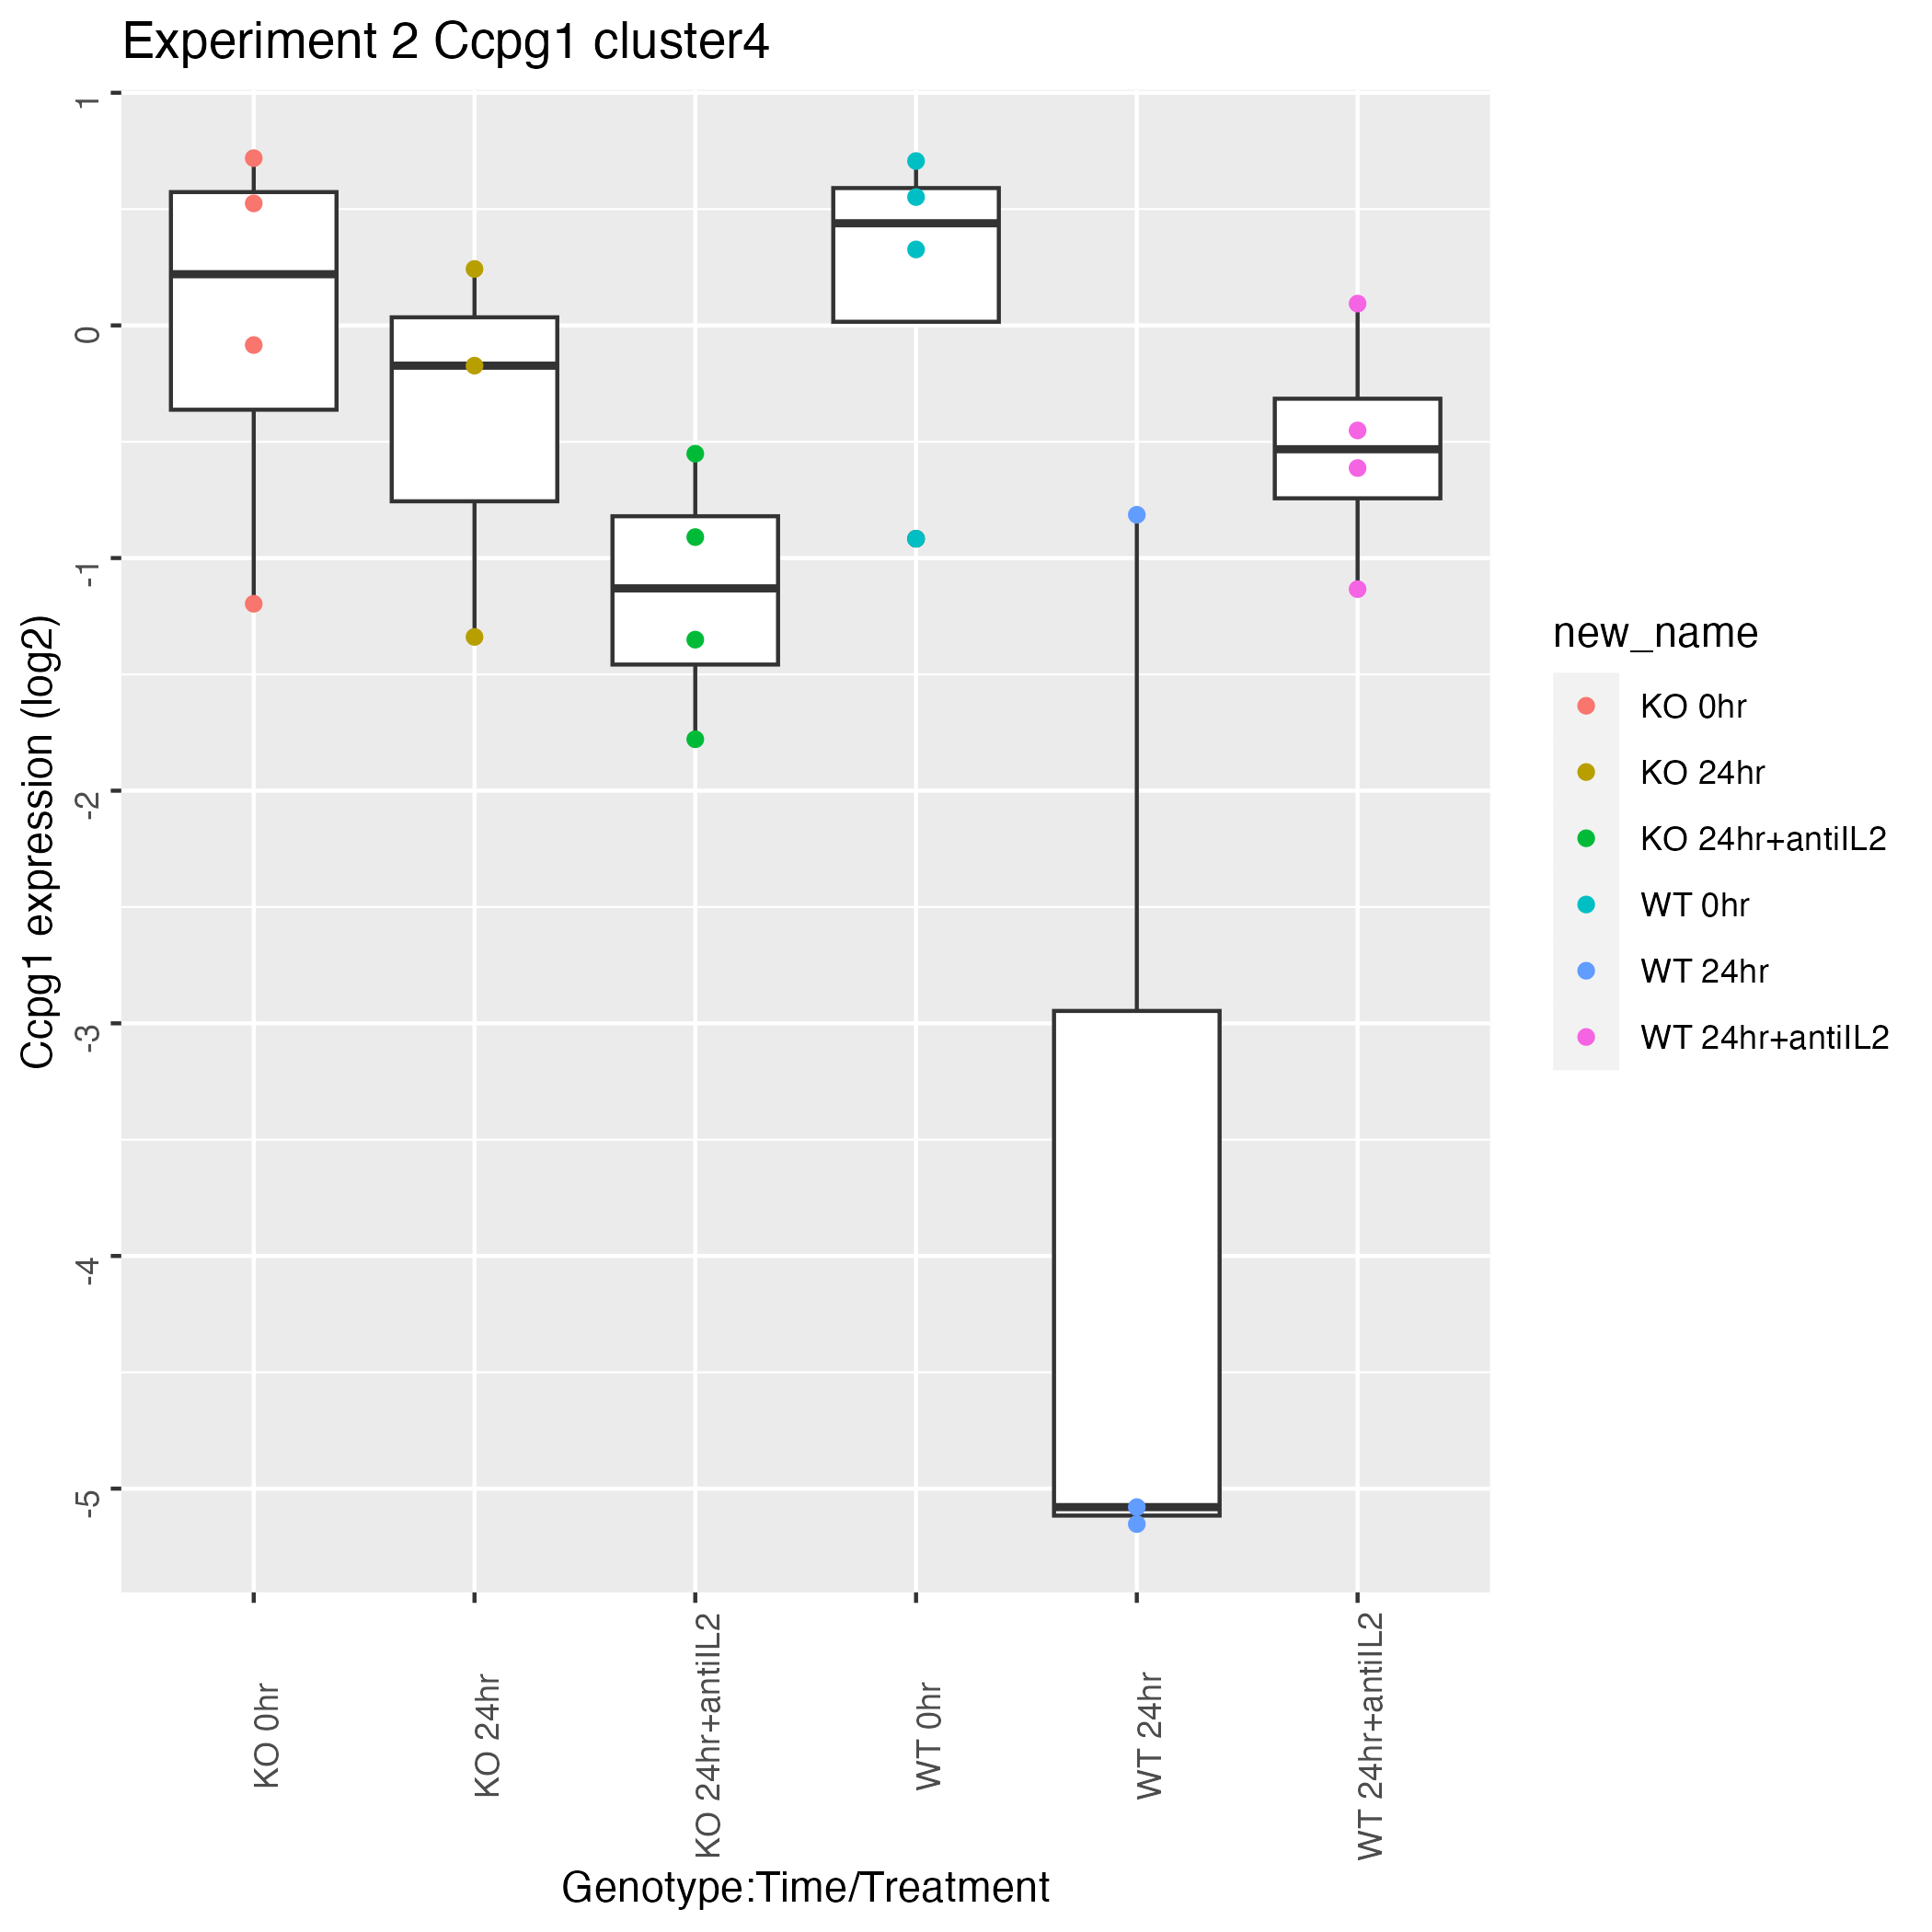 Experiment 2 Ccpg1 cluster4
Ccpg1 expression (log2)
1
0
-1
-2
-3
-4
-5
KO 0hr
KO 24hr
KO 24hr+antiIL2
WT 0hr
WT 24hr
WT 24hr+antiIL2
Genotype:Time/Treatment
new_name
KO 0hr
KO 24hr
KO 24hr+antiIL2
WT 0hr
WT 24hr
WT 24hr+antiIL2